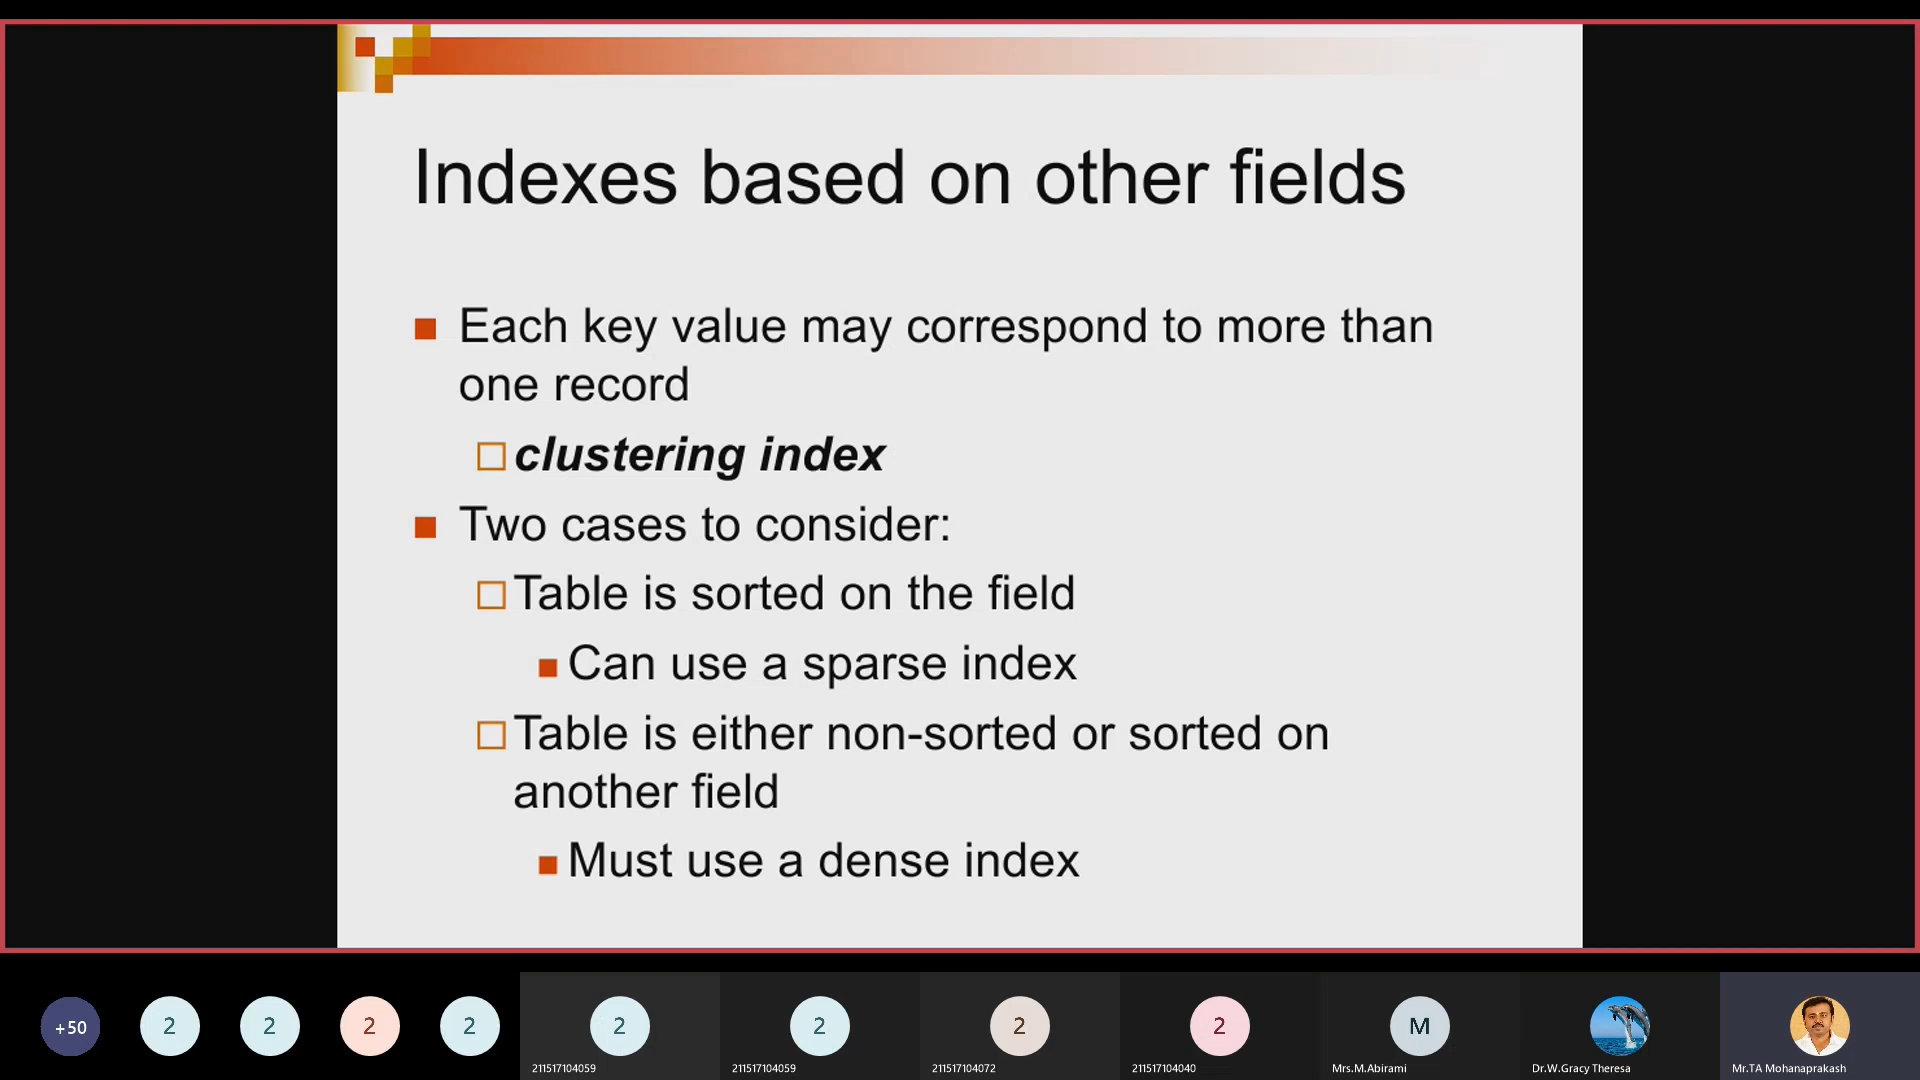 Indexes based on other fields
Each key value may correspond to more than
one record
clustering index
Two cases to consider:
Table is sorted on the field
Can use a sparse index
Table is either non-sorted or sorted on
another field
Must use a dense index
+50
2
2
2
2
2
2
2
2
M
211517104059
211517104059
211517104072
211517104040
Mrs.M.Abirami
Dr.W.Gracy Theresa
Mr.TA Mohanaprakash